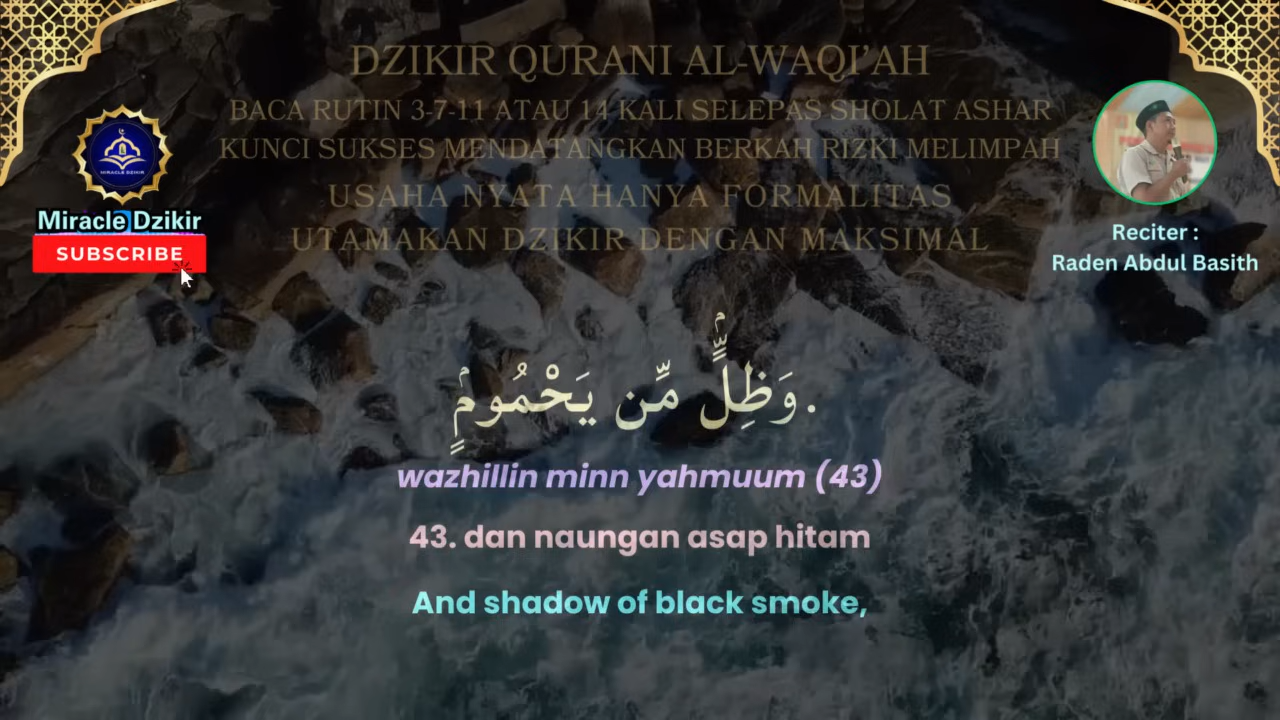 DZIKIR QURANI AL-WAQI'AH
BACA RUTIN 3-7-11 ATAU 14 KALI SELEPAS SHOLAT ASHAR
KUNCI SUKSES MENDATANGKAN BERKAH RIZKI MELIMPAH
USAHA NYATA HANYA FORMALITAS
UTAMAKAN DZIKIR DENGAN MAKSIMAL
MIRACLE DZIKIR
Miracle Dzikir
SUBSCRIBE
Reciter :
Raden Abdul Basith
وَظِلٍّۢ مِّن يَحْمُومٍۢ.
wazhillin minn yahmuum (43)
43. dan naungan asap hitam
And shadow of black smoke,